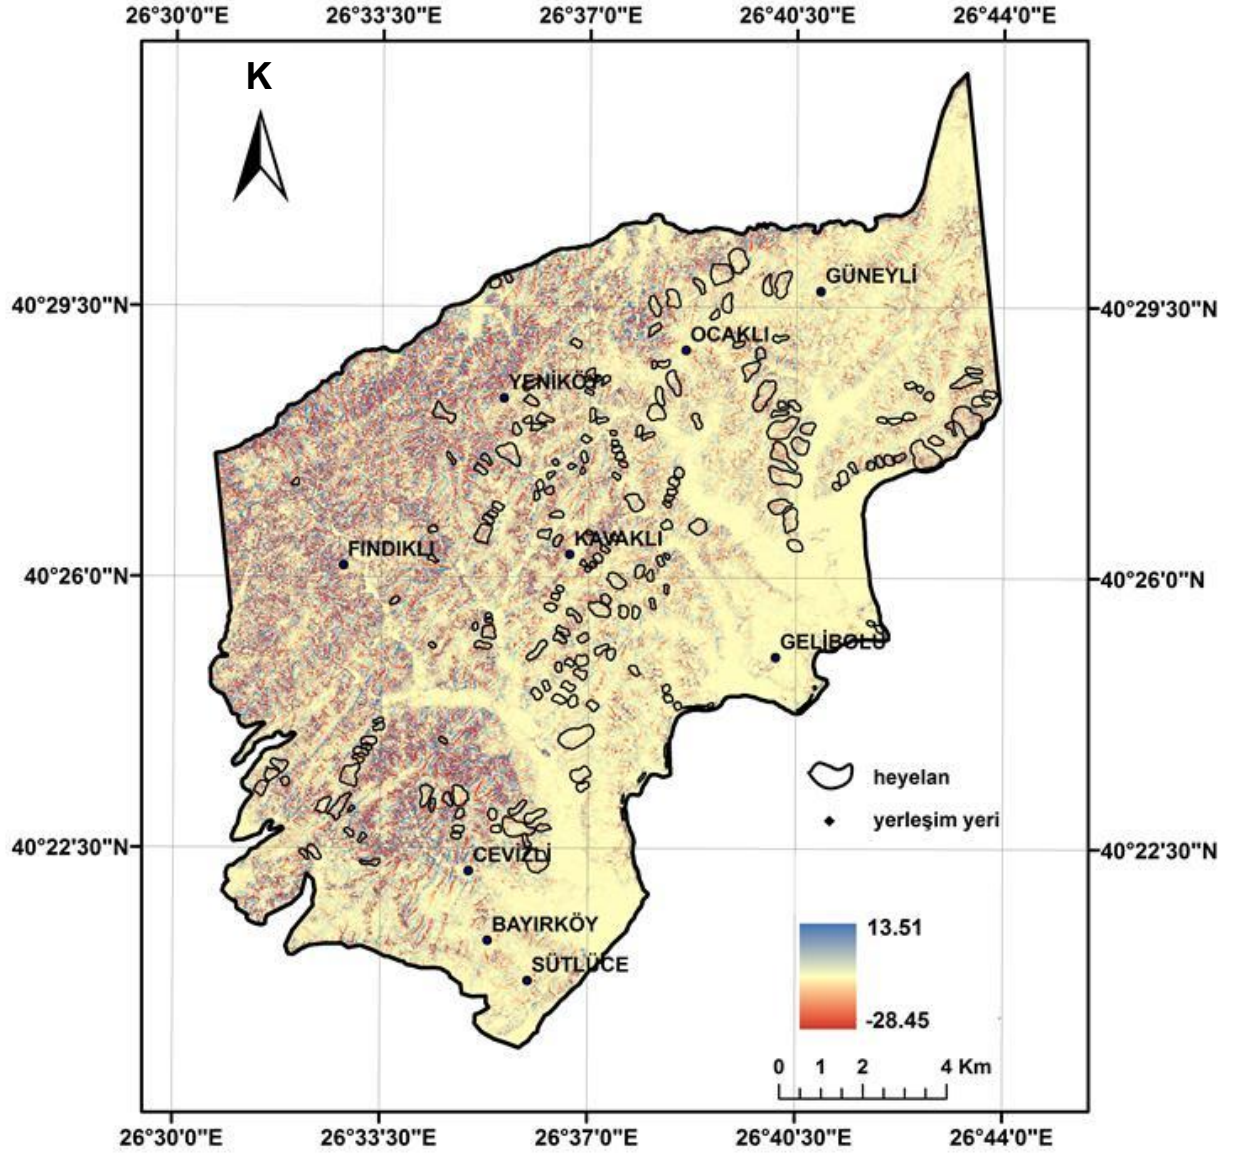 26°30'0"E 26°33'30"E 26°37'0"E 26°40'30"E 26°44'0"E
K
GÜNEYLİ
40°29'30"N 40°29'30"N
OCAKLI
YENİKÖY
KAVAKLI
FINDIKLI
40°26'0"N 40°26'0"N
GELİBOLU
heyelan
yerleşim yeri
40°22'30"N 40°22'30"N
CEVİZLİ
BAYIRKÖY
13.51
SÜTLÜCE
-28.45
0 1 2 4 Km
26°30'0"E 26°33'30"E 26°37'0"E 26°40'30"E 26°44'0"E